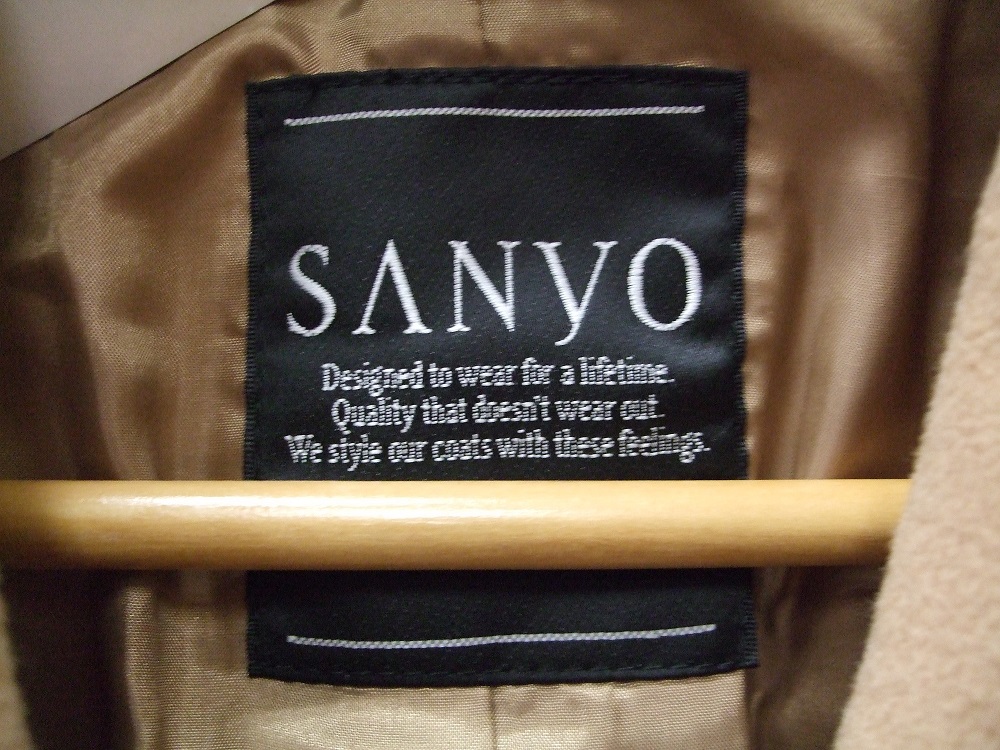 SANYO
Designed to wear for a lifetime.
Quality that doesn't wear out.
We style our coats with these feelings.